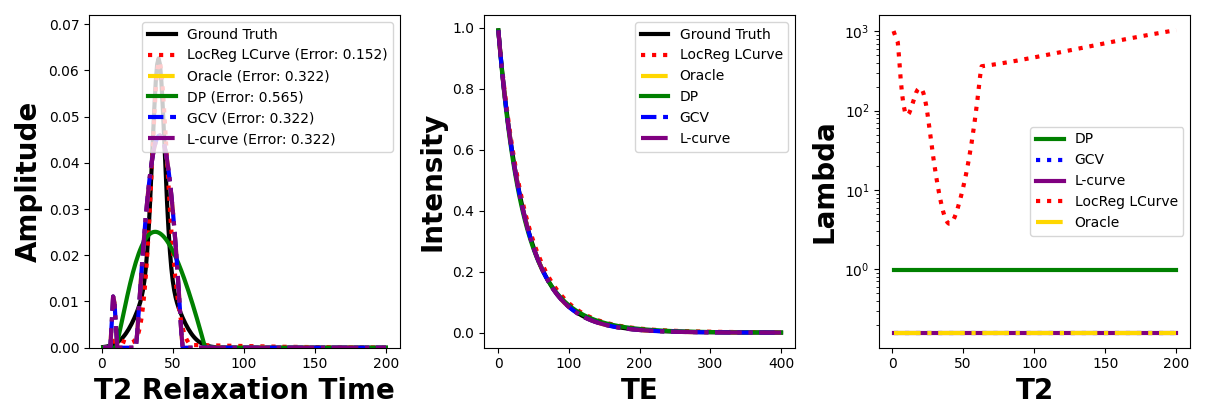 0.07
0.06
0.05
0.04
0.03
0.02
0.01
0.00
0
50
100
150
200
Amplitude
T2 Relaxation Time
Ground Truth
LocReg LCurve (Error: 0.152)
Oracle (Error: 0.322)
DP (Error: 0.565)
GCV (Error: 0.322)
L-curve (Error: 0.322)
1.0
0.8
0.6
0.4
0.2
0.0
0
100
200
300
400
Intensity
TE
Ground Truth
LocReg LCurve
Oracle
DP
GCV
L-curve
10³
10²
10¹
10⁰
0
50
100
150
200
Lambda
T2
DP
GCV
L-curve
LocReg LCurve
Oracle